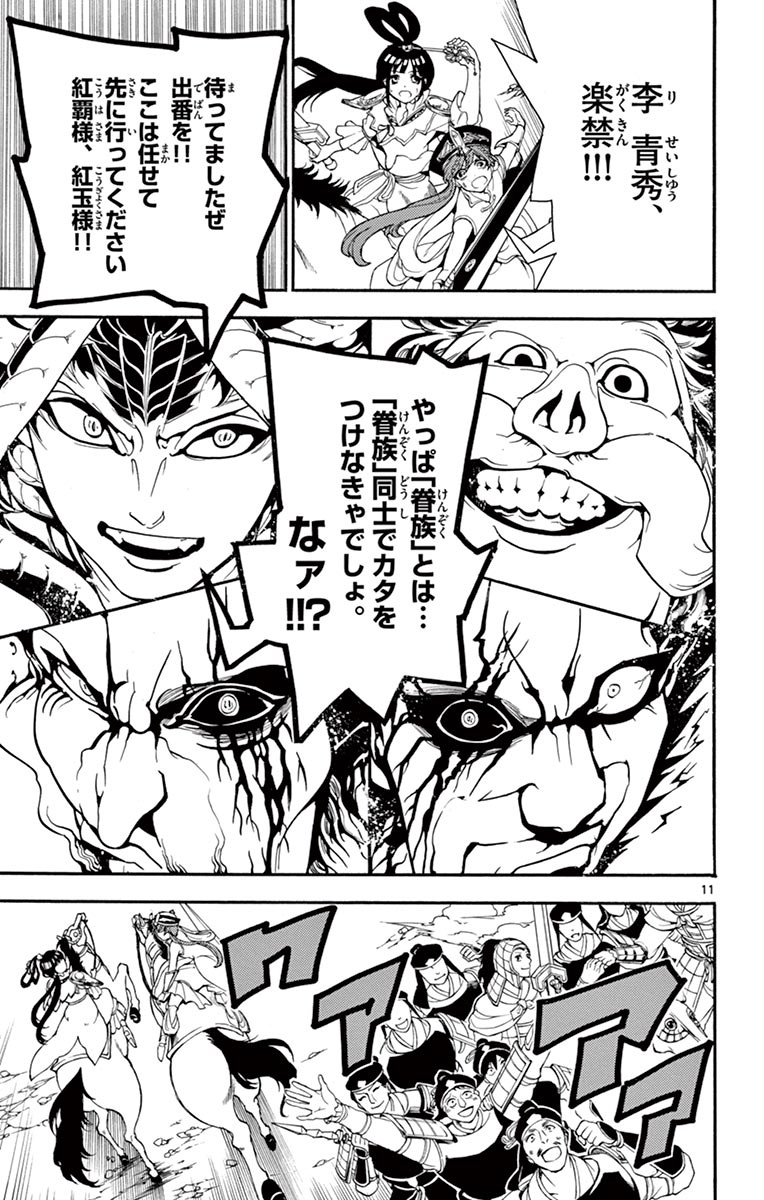 李青秀、
楽禁!!!
待ってましたぜ
出番を!!
ここは任せて
先に行ってください
紅覇様、紅玉様!!
やっぱ「眷族」とは…
「眷族」同士でカタを
つけなきゃでしょ。
なァ!!?
11
ワアアア